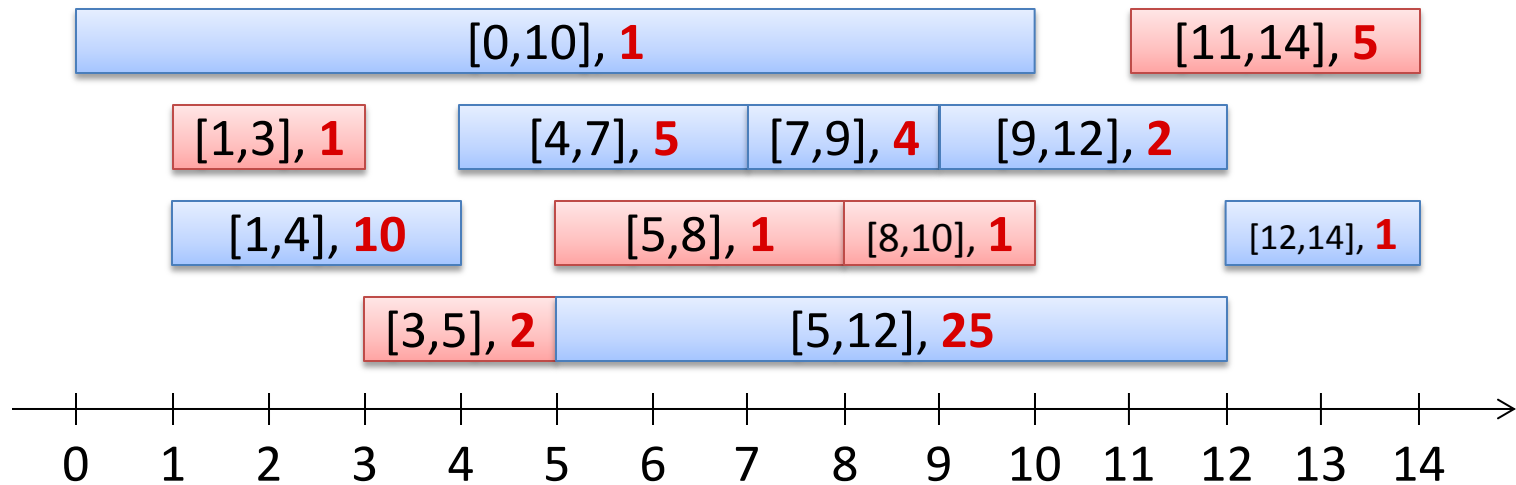 [0,10], 1 [11,14], 5
[1,3], 1 [4,7], 5 [7,9], 4 [9,12], 2
[1,4], 10 [5,8], 1 [8,10], 1 [12,14], 1
[3,5], 2 [5,12], 25
0 1 2 3 4 5 6 7 8 9 10 11 12 13 14